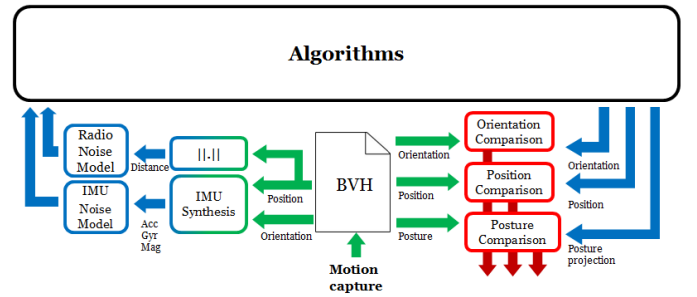 Algorithms
Radio
Noise
Model
Distance
||.||
IMU
Noise
Model
Acc
Gyr
Mag
IMU
Synthesis
Position
Orientation
BVH
Motion
capture
Orientation
Position
Posture
Orientation
Comparison
Position
Comparison
Posture
Comparison
Orientation
Position
Posture
projection